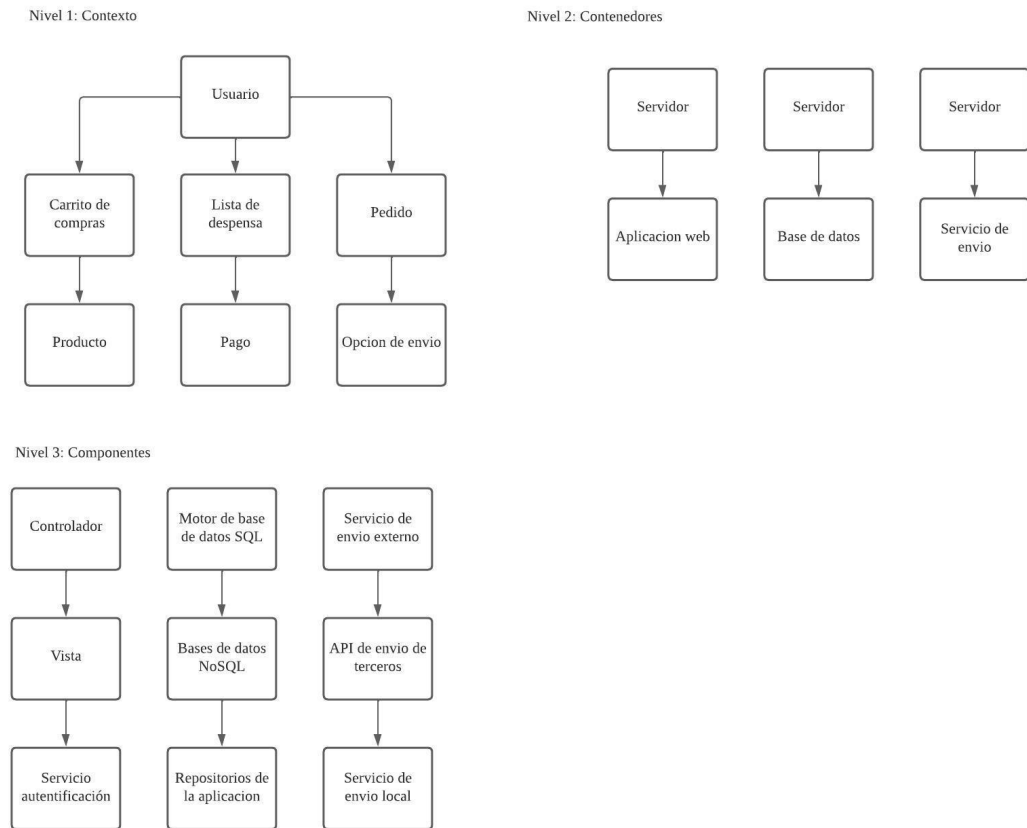 Nivel 1: Contexto
Usuario
Carrito de
compras
Lista de
despensa
Pedido
Producto
Pago
Opcion de envio
Nivel 2: Contenedores
Servidor
Servidor
Servidor
Aplicacion web
Base de datos
Servicio de
envio
Nivel 3: Componentes
Controlador
Motor de base
de datos SQL
Servicio de
envio externo
Vista
Bases de datos
NoSQL
API de envio de
terceros
Servicio
autentificación
Repositorios de
la aplicacion
Servicio de
envio local